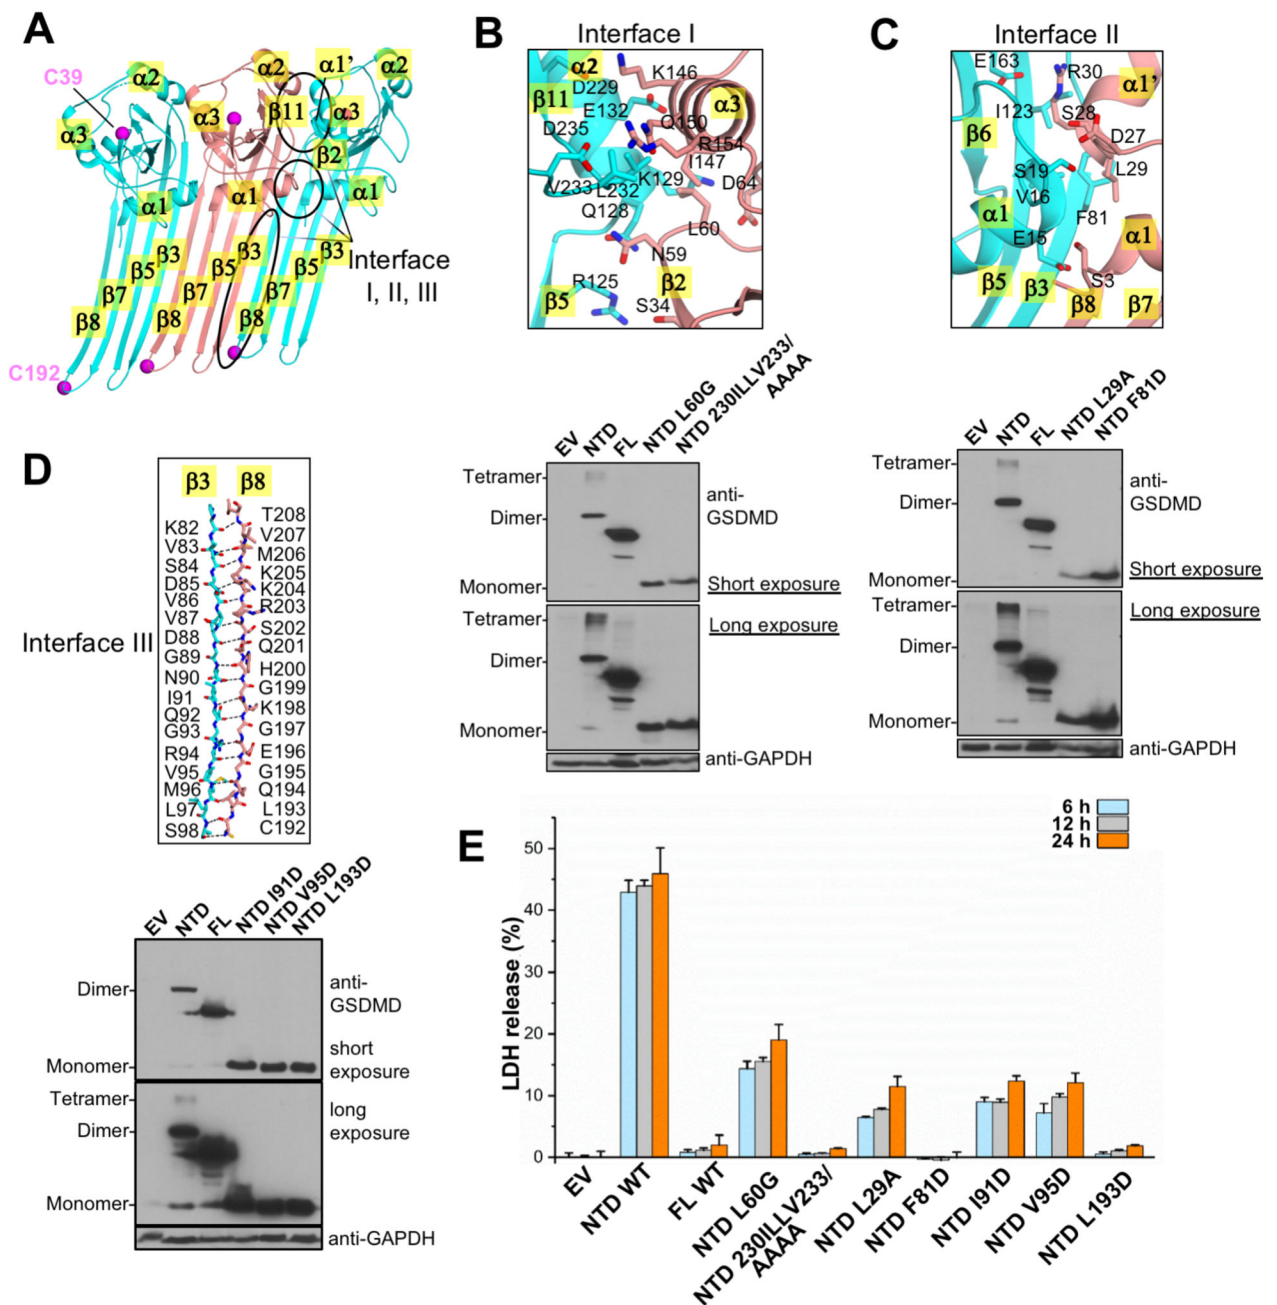 A
C39
α2
α2
α1’
α2
α3
α3
β11
α3
β2
α1
α1
α1
β3
β3
β3
β5
β5
β5
β7
β7
β7
β8
β8
β8
Interface
I, II, III
C192
B
Interface I
α2
K146
D229
β11
E132
α3
Q150
D235
R154
I147
K129
D64
V233
L232
Q128
L60
N59
R125
β2
β5
S34
C
Interface II
E163
R30
α1’
I123
S28
β6
D27
S19
L29
V16
α1
F81
E15
α1
S3
β5
β3
β8
β7
EV
NTD
FL
NTD L60G
NTD 230ILLV233/
AAAA
Tetramer
anti-
GSDMD
Dimer
Monomer
Short exposure
Tetramer
Long exposure
Dimer
Monomer
anti-GAPDH
EV
NTD
FL
NTD L29A
NTD F81D
Tetramer
anti-
GSDMD
Dimer
Monomer
Short exposure
Tetramer
Long exposure
Dimer
Monomer
anti-GAPDH
D
β3
β8
Interface III
K82
V83
S84
D85
V86
V87
D88
G89
N90
I91
Q92
G93
R94
V95
M96
L97
S98
T208
V207
M206
K205
K204
R203
S202
Q201
H200
G199
K198
G197
E196
G195
Q194
L193
C192
EV
NTD
FL
NTD I91D
NTD V95D
NTD L193D
Dimer
anti-
GSDMD
Monomer
short
exposure
Tetramer
long
exposure
Dimer
Monomer
anti-GAPDH
E
6 h
12 h
24 h
LDH release (%)
50
40
30
20
10
0
EV
NTD WT
FL WT
NTD L60G
NTD 230ILLV233/
AAAA
NTD L29A
NTD F81D
NTD I91D
NTD V95D
NTD L193D